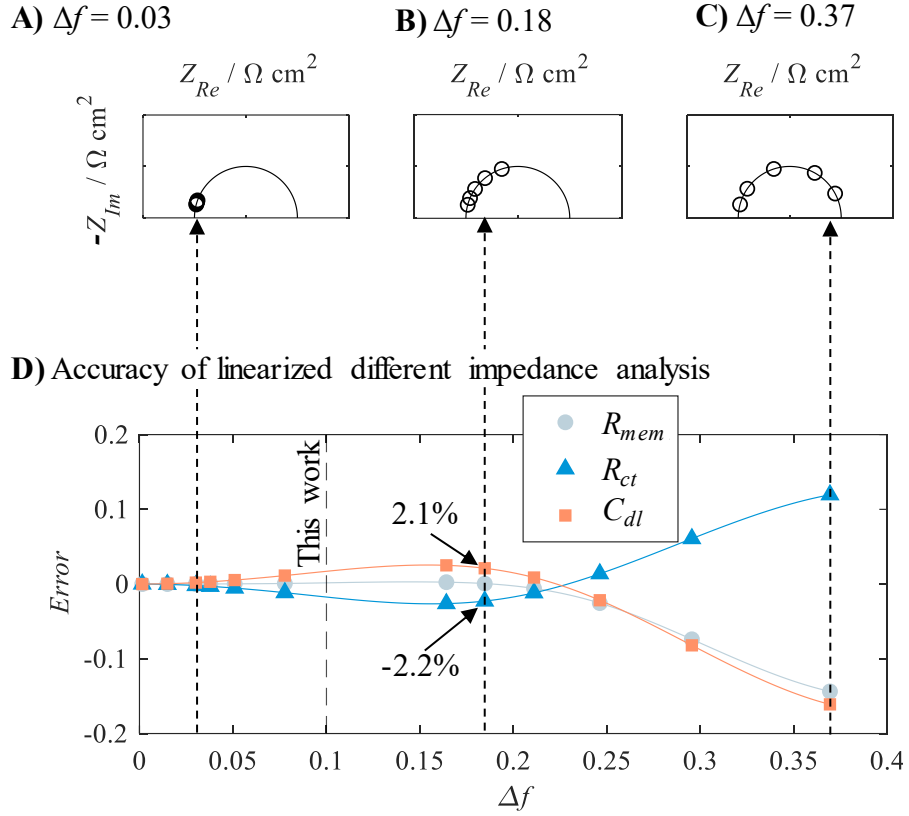 A) Δf = 0.03
B) Δf = 0.18
C) Δf = 0.37
Z_Re / Ω cm²
Z_Re / Ω cm²
Z_Re / Ω cm²
-Z_Im / Ω cm²
D) Accuracy of linearized different impedance analysis
R_mem
R_ct
C_dl
This work
2.1%
-2.2%
Error
0.2
0.1
0
-0.1
-0.2
0 0.05 0.1 0.15 0.2 0.25 0.3 0.35 0.4
Δf